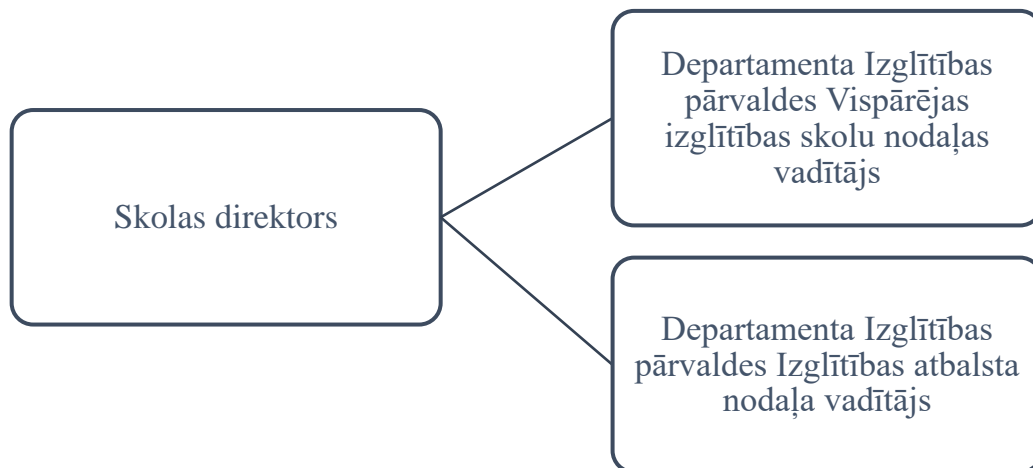 Skolas direktors
Departamenta Izglītības
pārvaldes Vispārējas
izglītības skolu nodaļas
vadītājs
Departamenta Izglītības
pārvaldes Izglītības atbalsta
nodaļa vadītājs